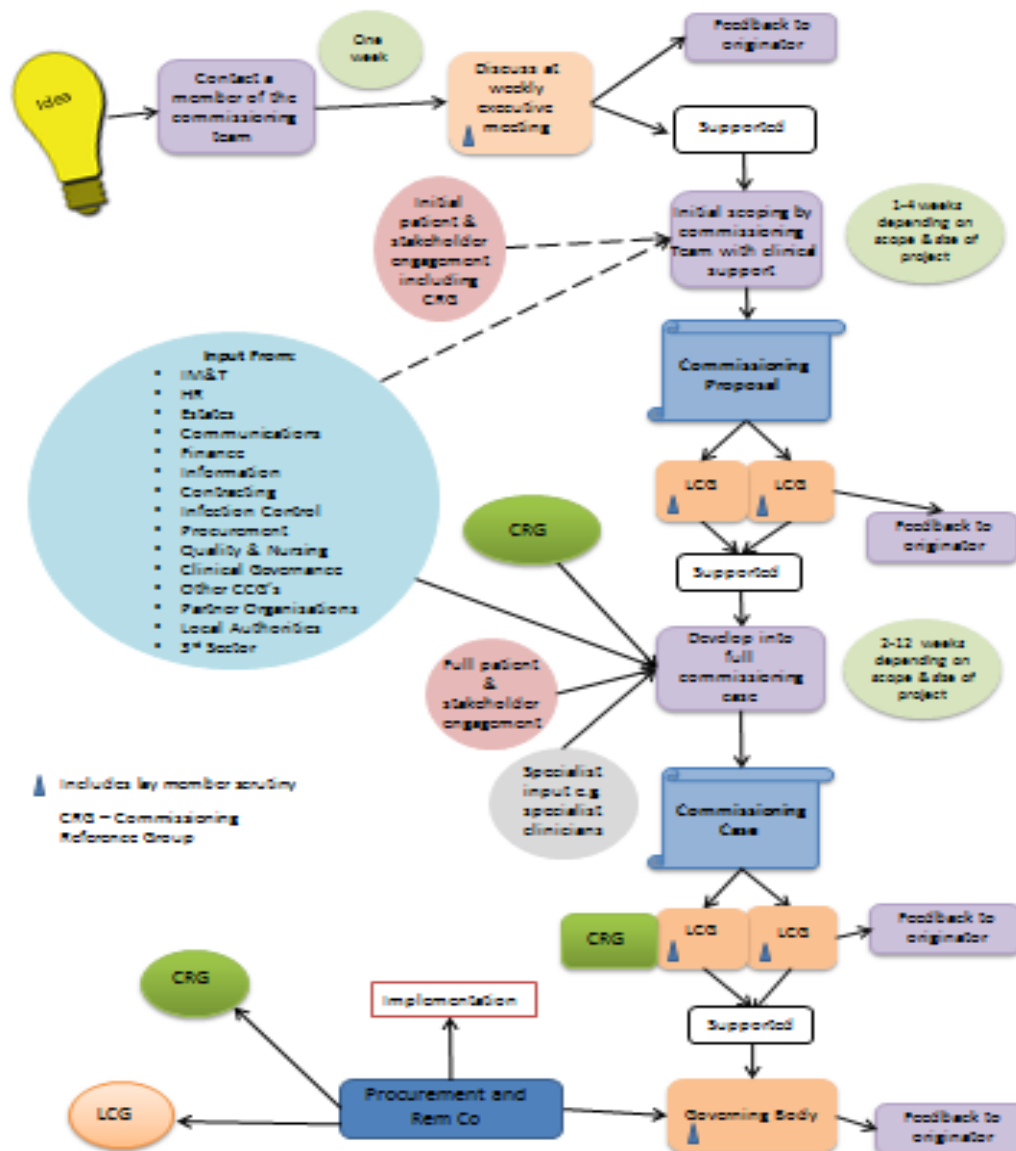 Idea
Contact a
member of the
commissioning
team
One
week
Discuss at
weekly
executive
meeting
Feedback to
originator
Supported
Initial
patient &
stakeholder
engagement
including
CRG
Initial scoping by
commissioning
Team with clinical
support
1-4 weeks
depending on
scope & size of
project
Input From:
▪ IM&T
▪ HR
▪ Estates
▪ Communications
▪ Finance
▪ Information
▪ Contracting
▪ Infection Control
▪ Procurement
▪ Quality & Nursing
▪ Clinical Governance
▪ Other CCG's
▪ Partner Organisations
▪ Local Authorities
▪ 3rd Sector
Commissioning
Proposal
LCG
LCG
Feedback to
originator
Supported
CRG
Full patient
&
stakeholder
engagement
Develop into
full
commissioning
case
2-12 weeks
depending on
scope & size of
project
Specialist
input e.g
specialist
clinicians
Includes lay member scrutiny
CRG – Commissioning
Reference Group
Commissioning
Case
CRG
LCG
LCG
Feedback to
originator
Supported
CRG
Implementation
LCG
Procurement and
Rem Co
Governing Body
Feedback to
originator